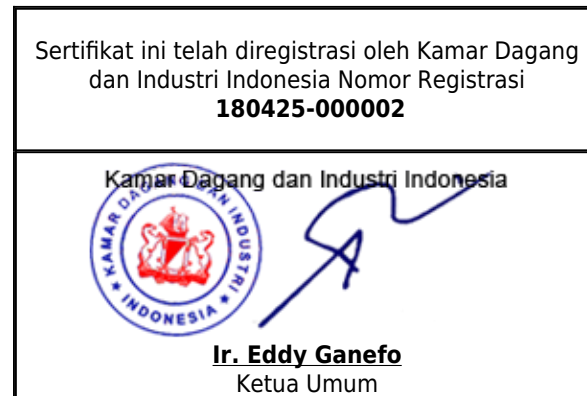 Sertifikat ini telah diregistrasi oleh Kamar Dagang
dan Industri Indonesia Nomor Registrasi
180425-000002
Kamar Dagang dan Industri Indonesia
KAMAR DAGANG DAN INDUSTRI
INDONESIA
Ir. Eddy Ganefo
Ketua Umum